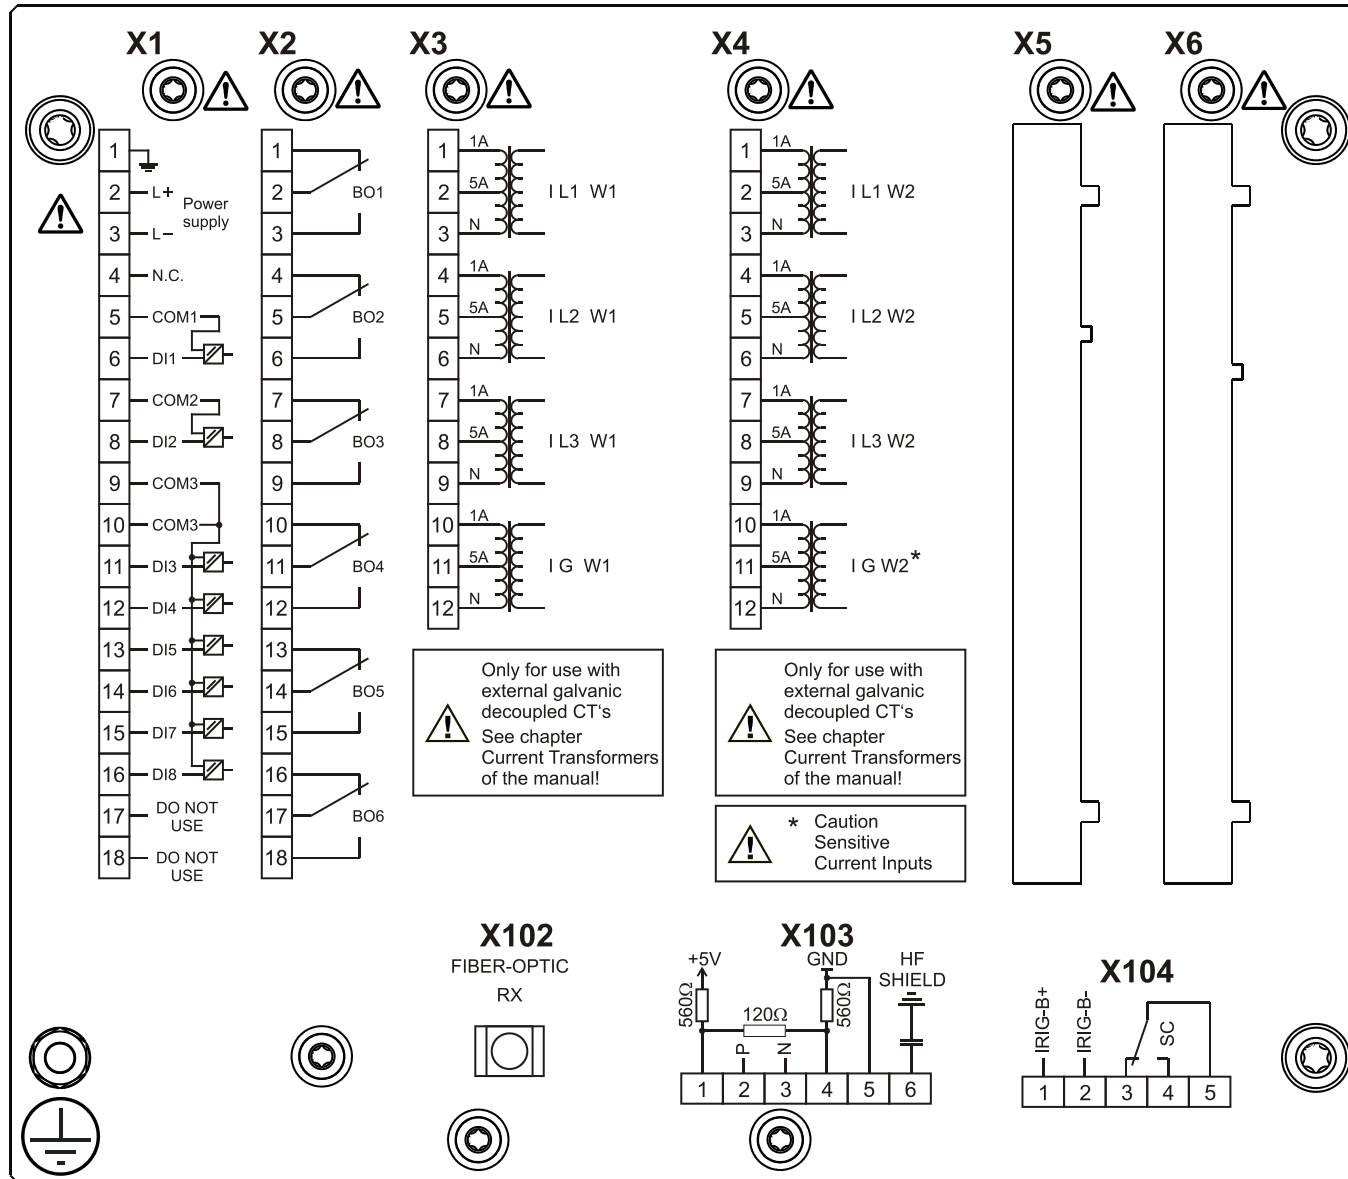 X1
X2
X3
X4
X5
X6
1
2 L+
Power
supply
3 L-
4 N.C.
5 COM1
6 DI1
7 COM2
8 DI2
9 COM3
10 COM3
11 DI3
12 DI4
13 DI5
14 DI6
15 DI7
16 DI8
17 DO NOT
USE
18 DO NOT
USE
1
2 BO1
3
4
5 BO2
6
7
8 BO3
9
10
11 BO4
12
13
14 BO5
15
16
17 BO6
18
1 1A
2 5A I L1 W1
3 N
4 1A
5 5A I L2 W1
6 N
7 1A
8 5A I L3 W1
9 N
10 1A
11 5A I G W1
12 N
Only for use with
external galvanic
decoupled CT‘s
See chapter
Current Transformers
of the manual!
1 1A
2 5A I L1 W2
3 N
4 1A
5 5A I L2 W2
6 N
7 1A
8 5A I L3 W2
9 N
10 1A
11 5A I G W2*
12 N
Only for use with
external galvanic
decoupled CT‘s
See chapter
Current Transformers
of the manual!
* Caution
Sensitive
Current Inputs
X102
FIBER-OPTIC
RX
X103
+5V
GND
HF
SHIELD
560Ω
120Ω
560Ω
P
N
1 2 3 4 5 6
X104
IRIG-B+
IRIG-B-
SC
1 2 3 4 5